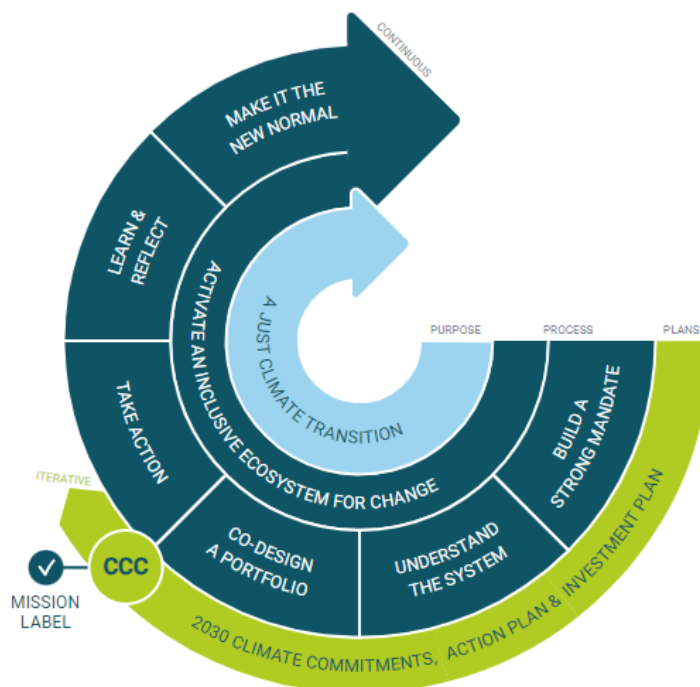 CONTINUOUS
MAKE IT THE
NEW NORMAL
LEARN &
REFLECT
TAKE ACTION
CO-DESIGN
A PORTFOLIO
UNDERSTAND
THE SYSTEM
BUILD A
STRONG MANDATE
ACTIVATE AN INCLUSIVE ECOSYSTEM FOR CHANGE
A JUST CLIMATE TRANSITION
PURPOSE
PROCESS
PLANS
ITERATIVE
CCC
MISSION
LABEL
2030 CLIMATE COMMITMENTS, ACTION PLAN & INVESTMENT PLAN